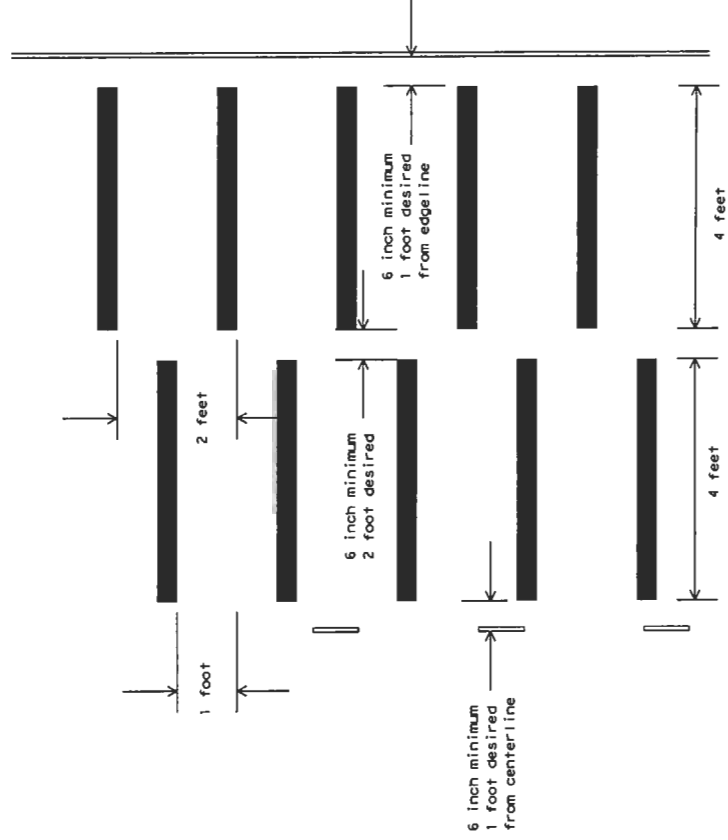 6 inch minimum
1 foot desired
from edgeline
4 feet
2 feet
6 inch minimum
2 foot desired
4 feet
1 foot
6 inch minimum
1 foot desired
from centerline